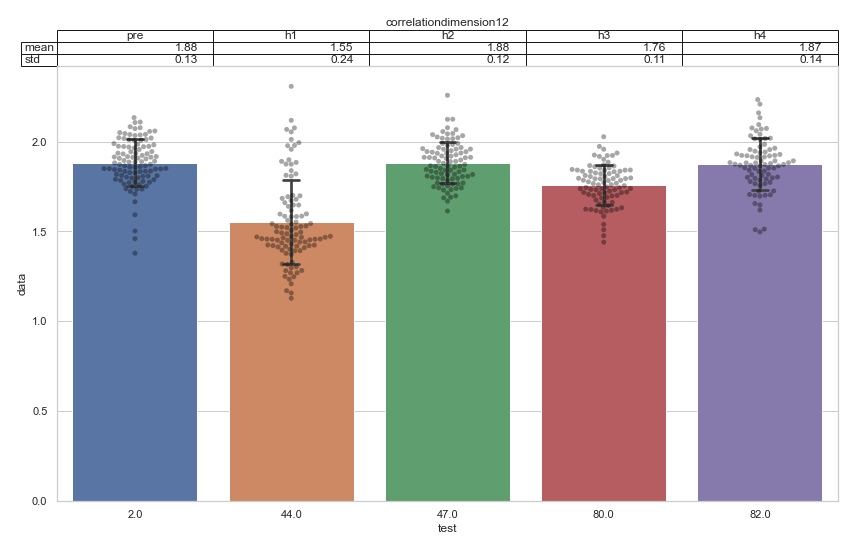 correlationdimension12
pre h1 h2 h3 h4
mean 1.88 1.55 1.88 1.76 1.87
std 0.13 0.24 0.12 0.11 0.14
2.0
1.5
1.0
0.5
0.0
data
2.0 44.0 47.0 80.0 82.0
test